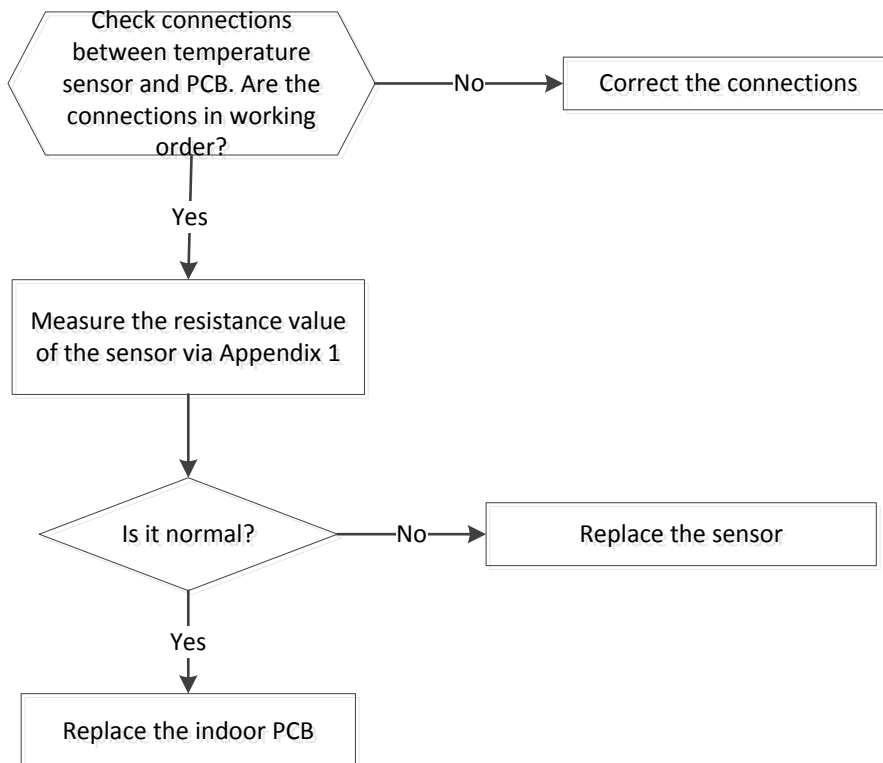 Check connections
between temperature
sensor and PCB. Are the
connections in working
order?
No
Correct the connections
Yes
Measure the resistance value
of the sensor via Appendix 1
Is it normal?
No
Replace the sensor
Yes
Replace the indoor PCB